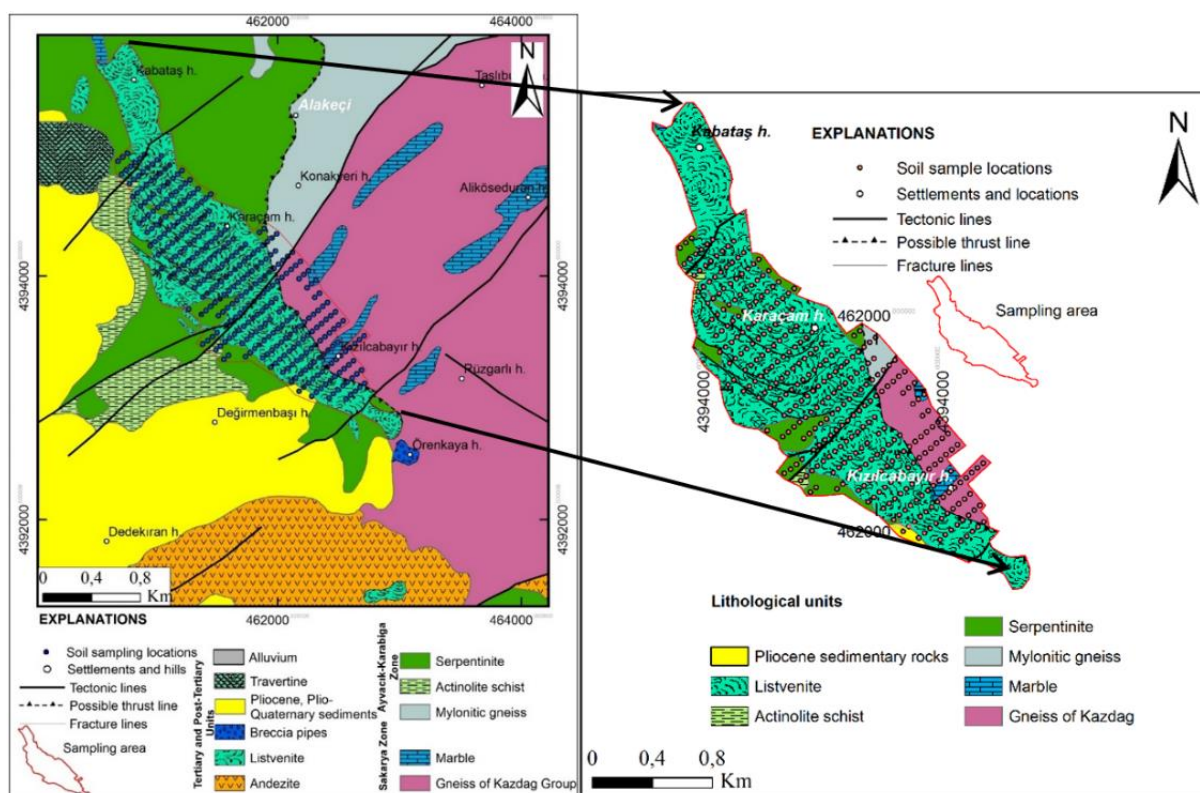 462000
464000
N
Kabataş h.
Alakeçi
Konakyeri h.
Aliköseduran h.
Karaçam h.
4394000
4394000
Kızılcabayır h.
Rüzgarlı h.
Değirmenbaşı h.
Örenkaya h.
4392000
4392000
Dedekıran h.
0 0,4 0,8
Km
462000
464000
EXPLANATIONS
Soil sampling locations
Settlements and hills
Tectonic lines
Possible thrust line
Fracture lines
Sampling area
Tertiary and Post-Tertiary Units
Alluvium
Travertine
Pliocene, Plio-
Quaternary sediments
Breccia pipes
Listvenite
Andezite
Ayvacık-Karabiga Zone
Serpentinite
Actinolite schist
Mylonitic gneiss
Sakarya Zone
Marble
Gneiss of Kazdag Group
Kabataş h.
EXPLANATIONS
N
Soil sample locations
Settlements and locations
Tectonic lines
Possible thrust line
Fracture lines
Sampling area
462000
Karaçam h.
4394000
4394000
Kızılcabayır h.
462000
Lithological units
Pliocene sedimentary rocks
Listvenite
Actinolite schist
Serpentinite
Mylonitic gneiss
Marble
Gneiss of Kazdag
0 0,4 0,8
Km